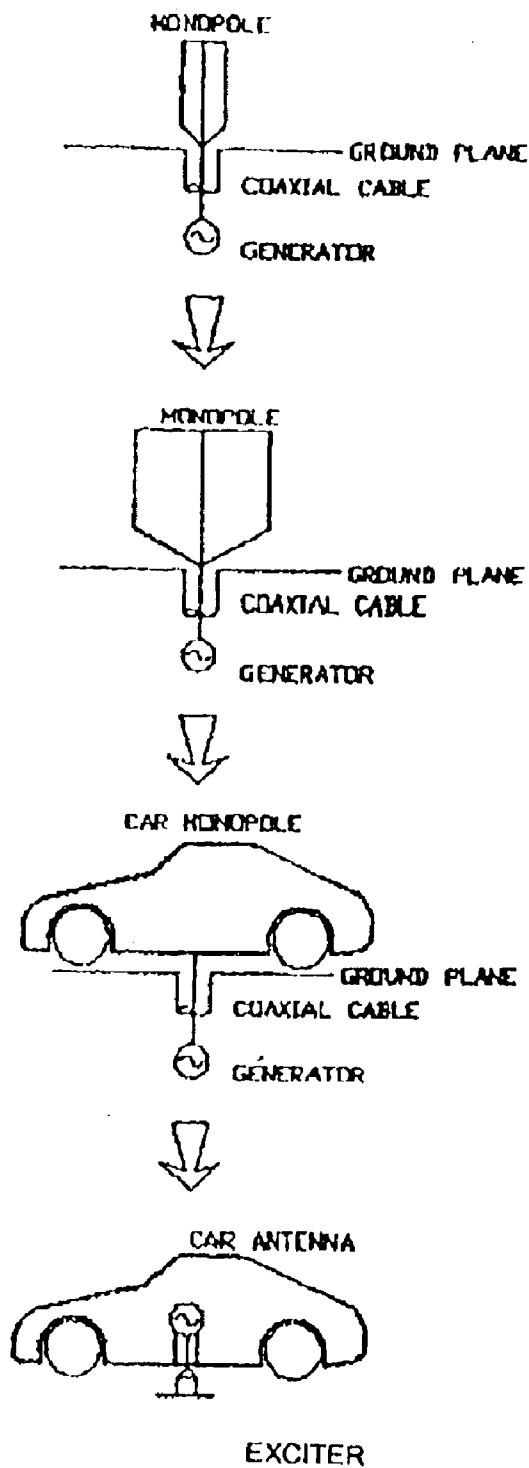 MONOPOLE
GROUND PLANE
COAXIAL CABLE
GENERATOR
MONOPOLE
GROUND PLANE
COAXIAL CABLE
GENERATOR
CAR MONOPOLE
GROUND PLANE
COAXIAL CABLE
GENERATOR
CAR ANTENNA
EXCITER